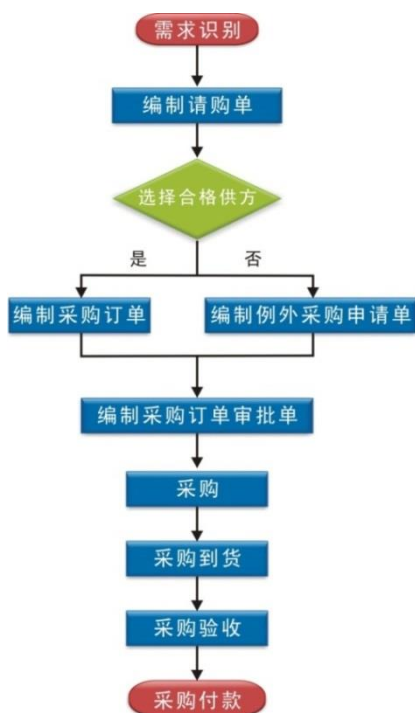 需求识别
编制请购单
选择合格供方
是
否
编制采购订单
编制例外采购申请单
编制采购订单审批单
采购
采购到货
采购验收
采购付款